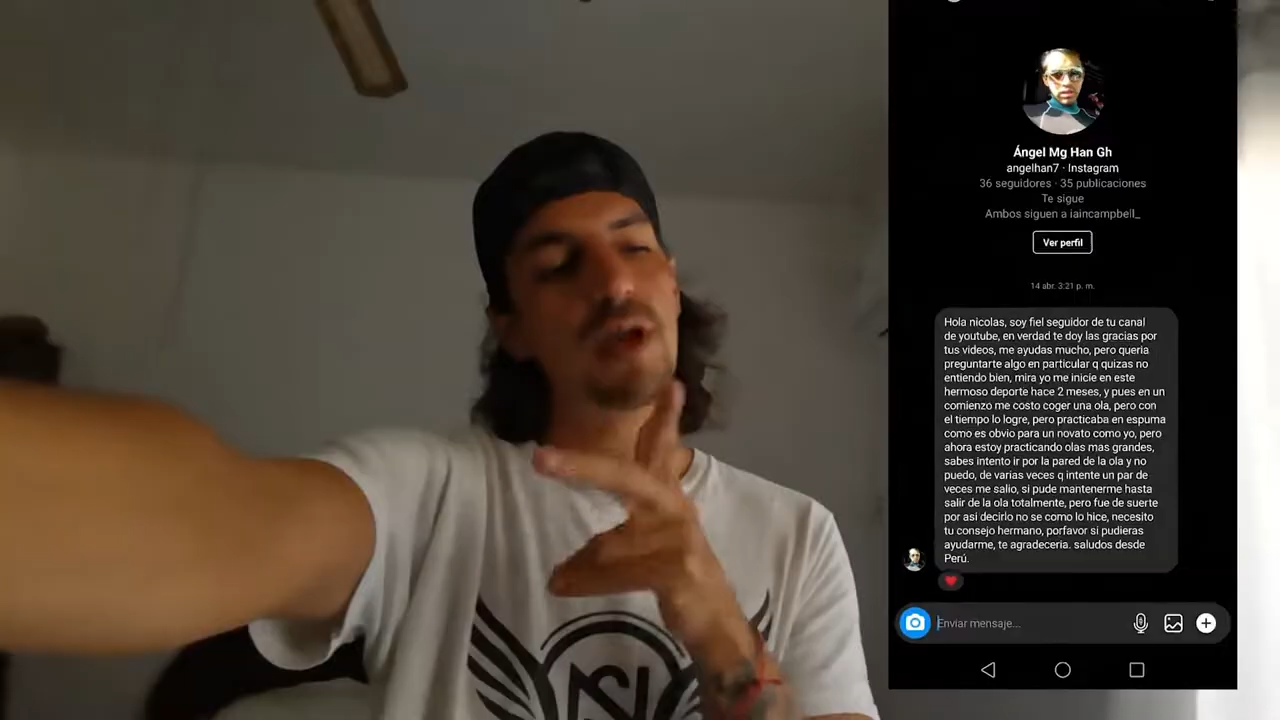 Ángel Mg Han Gh
angelhan7 · Instagram
36 seguidores · 35 publicaciones
Te sigue
Ambos siguen a iaincampbell_
Ver perfil
14 abr. 3:21 p. m.
Hola nicolas, soy fiel seguidor de tu canal
de youtube, en verdad te doy las gracias por
tus videos, me ayudas mucho, pero queria
preguntarte algo en particular q quizas no
entiendo bien, mira yo me inicie en este
hermoso deporte hace 2 meses, y pues en un
comienzo me costo coger una ola, pero con
el tiempo lo logre, pero practicaba en espuma
como es obvio para un novato como yo, pero
ahora estoy practicando olas mas grandes,
sabes intento ir por la pared de la ola y no
puedo, de varias veces q intente un par de
veces me salio, si pude mantenerme hasta
salir de la ola totalmente, pero fue de suerte
por asi decirlo no se como lo hice, necesito
tu consejo hermano, porfavor si pudieras
ayudarme, te agradeceria. saludos desde
Perú.
Enviar mensaje...